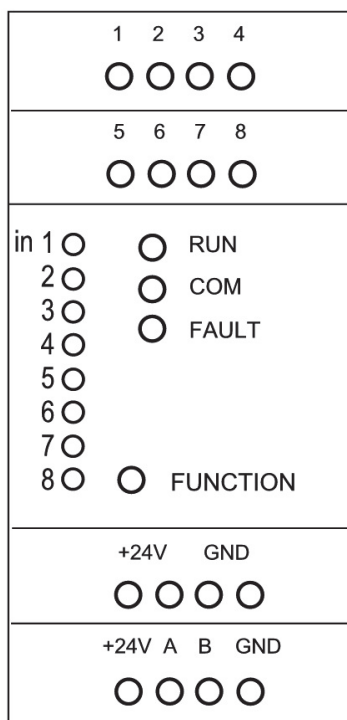 1 2 3 4
5 6 7 8
in 1 RUN
2 COM
3 FAULT
4
5
6
7
8 FUNCTION
+24V GND
+24V A B GND